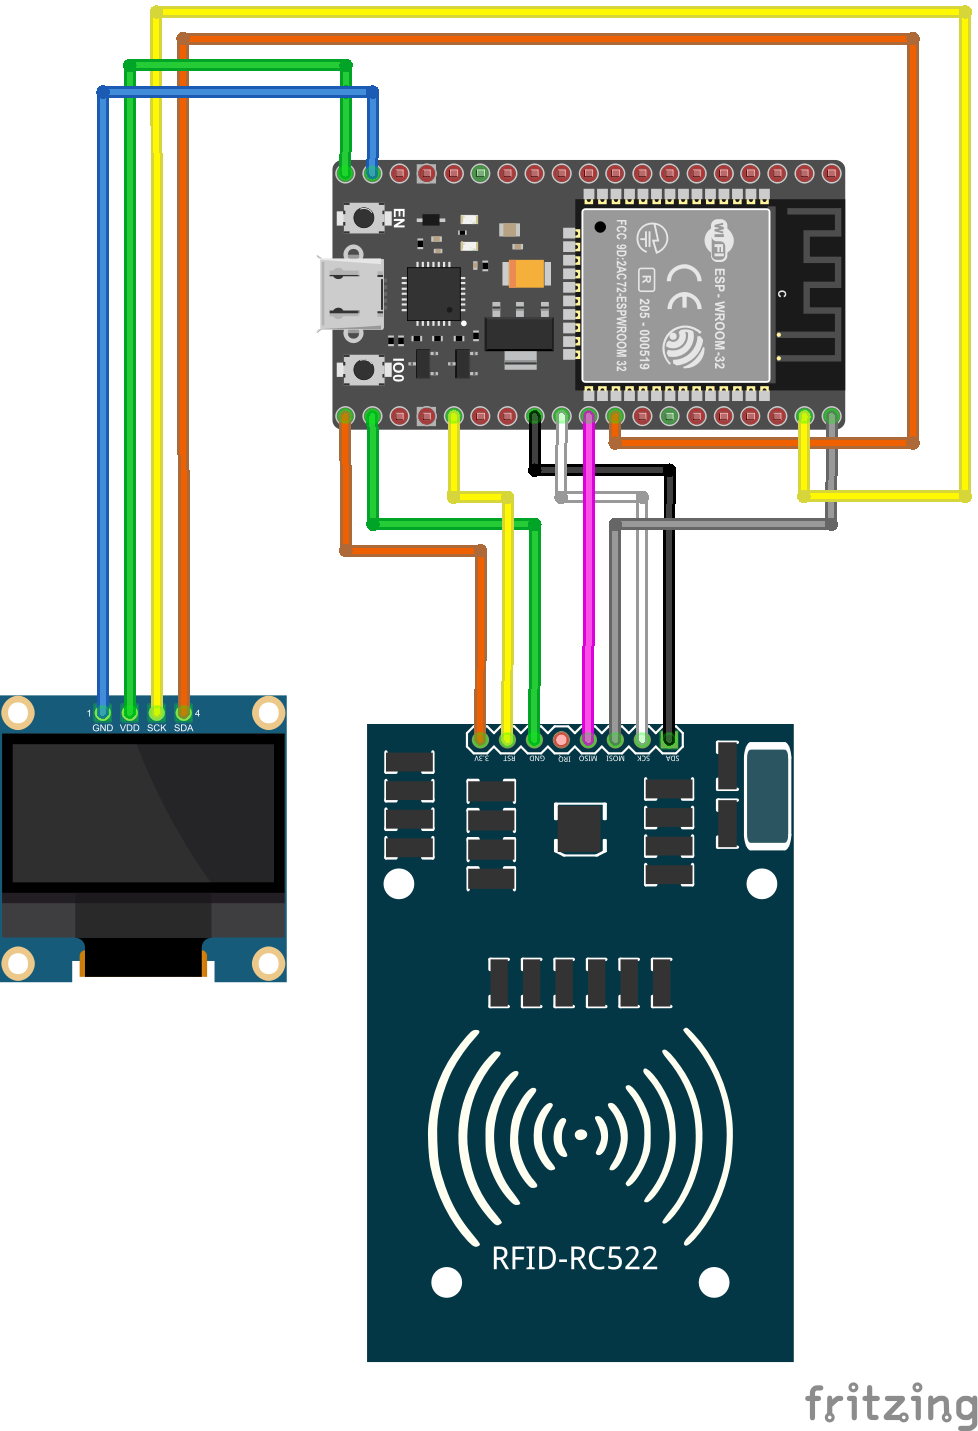 EN
IO0
WiFi
ESP - WROOM -32
CE
R
205 - 000519
FCC 9D:2AC72-ESPWROOM 32
C
1
4
GND VDD SCK SDA
3.3V RST GND IRQ MISO MOSI SCK SDA
RFID-RC522
fritzing